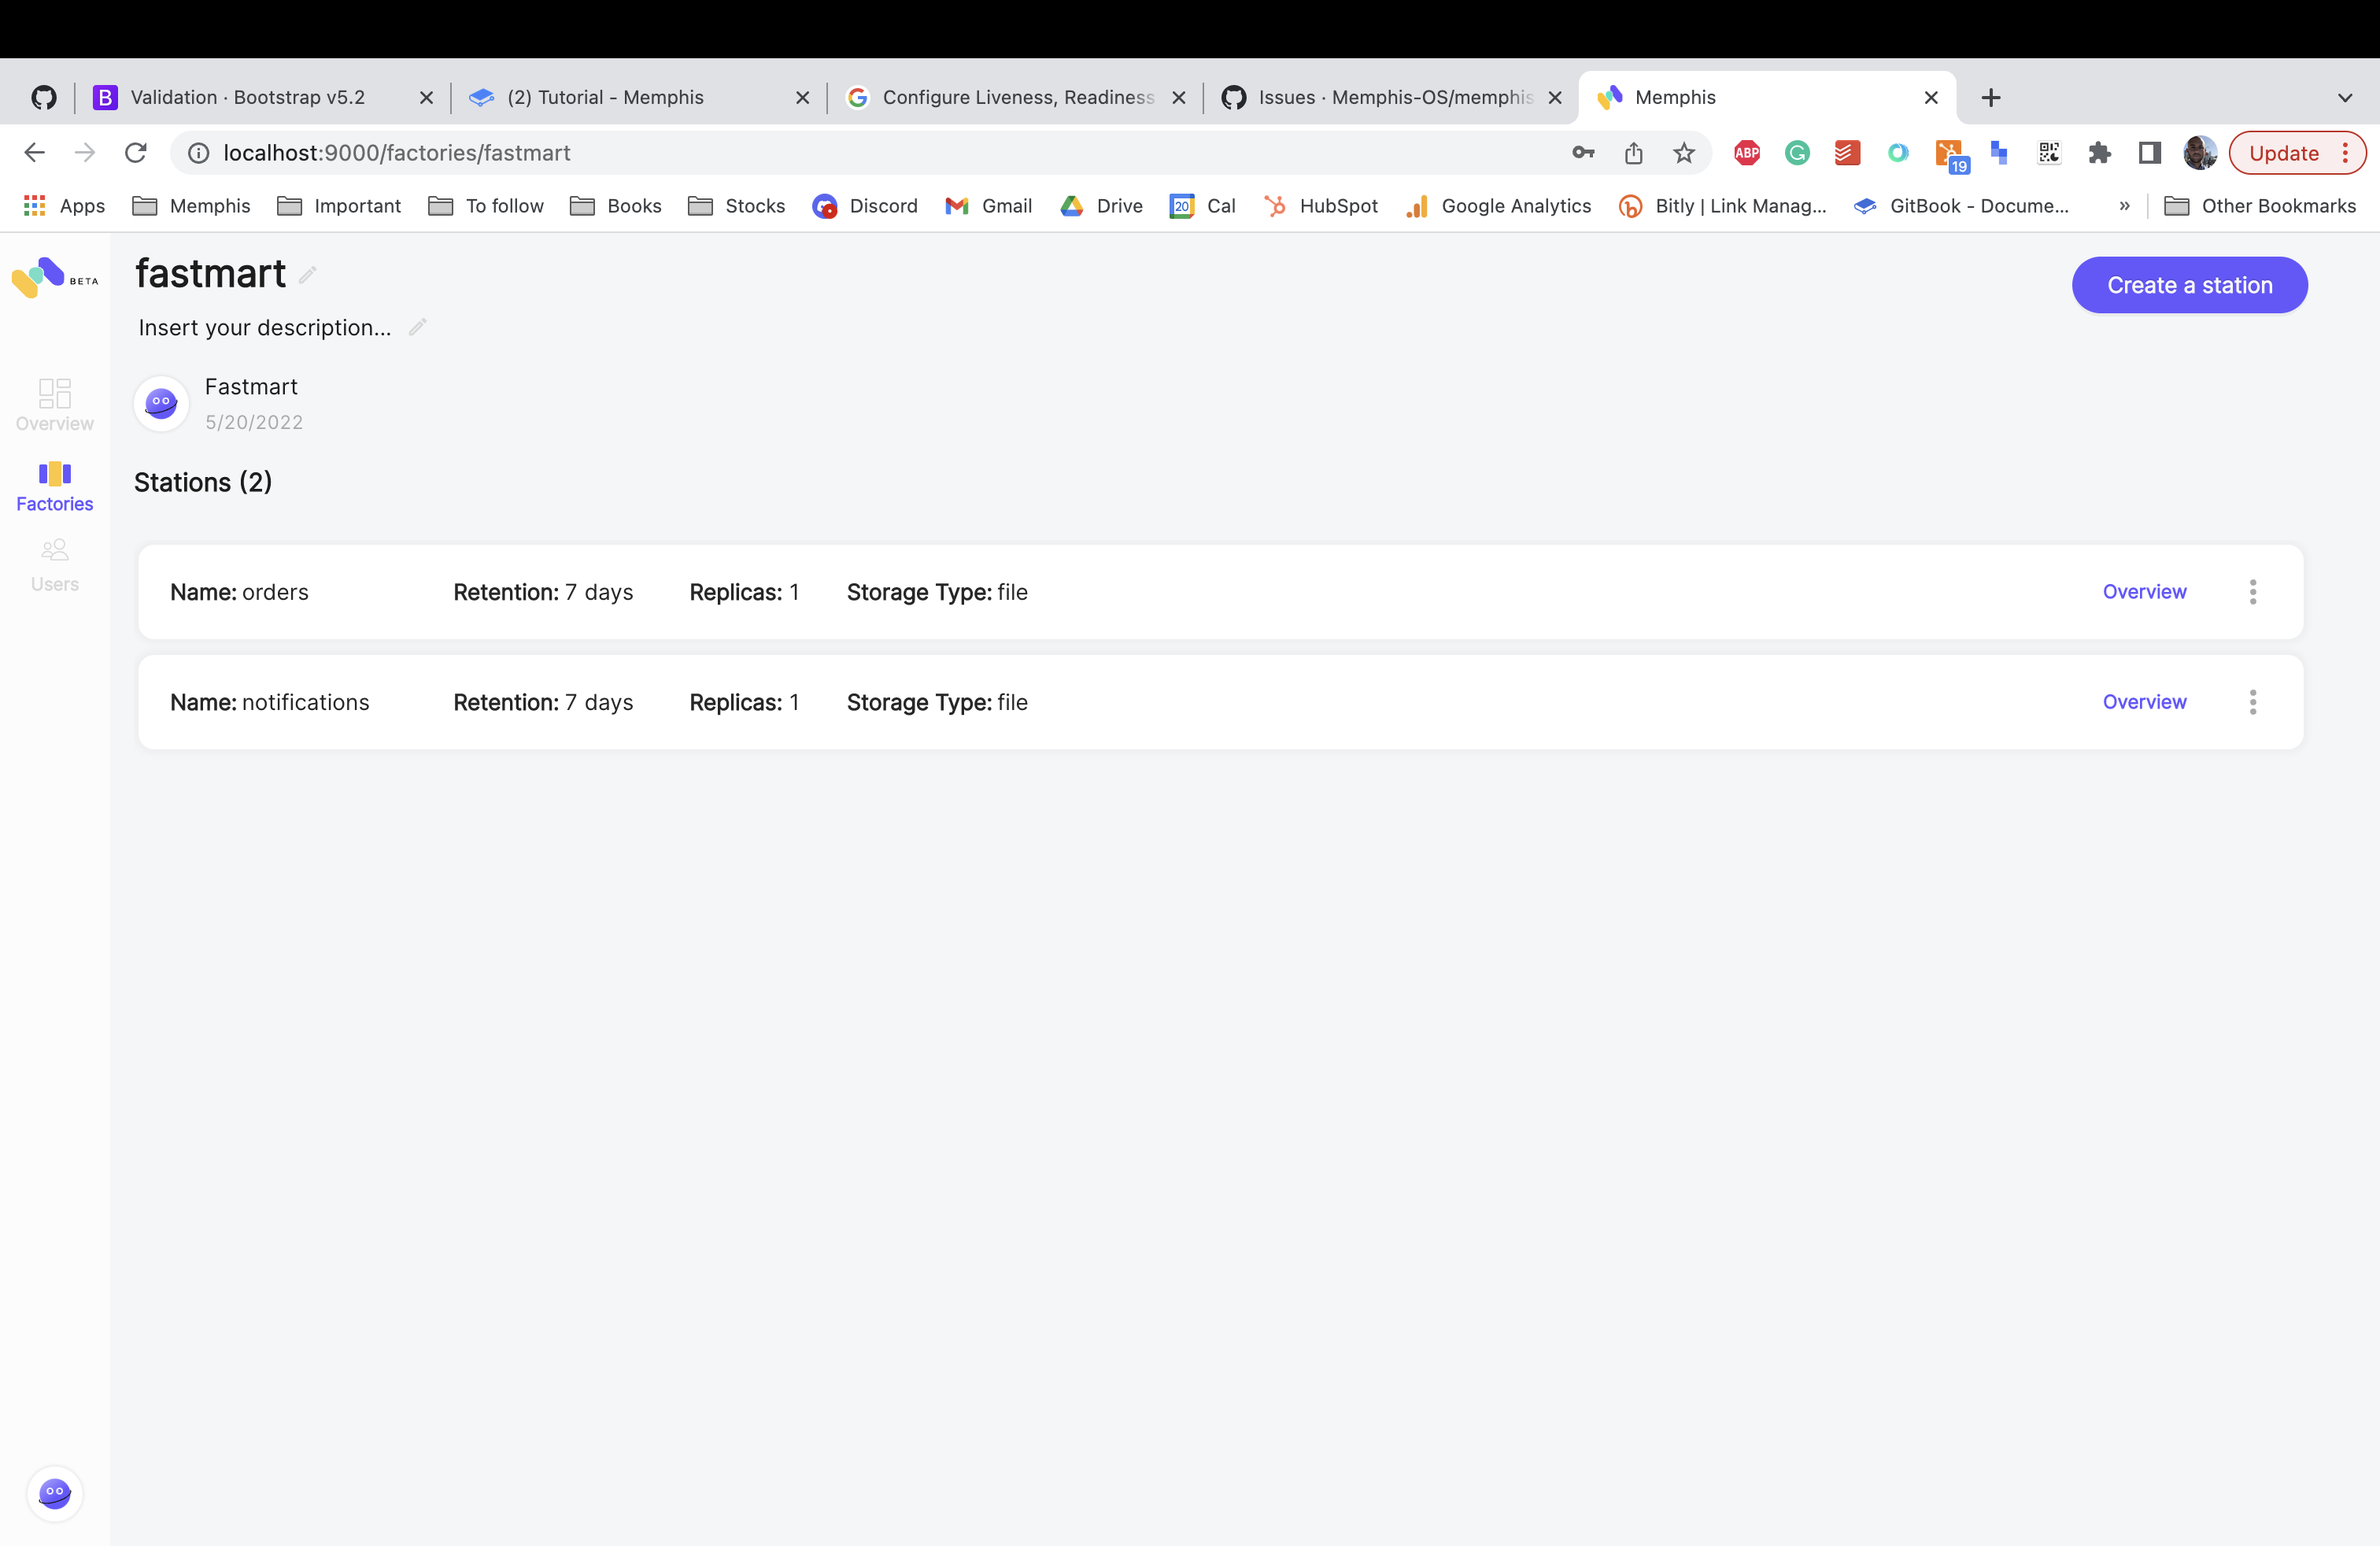 Validation · Bootstrap v5.2
(2) Tutorial - Memphis
Configure Liveness, Readiness
Issues · Memphis-OS/memphis
Memphis
localhost:9000/factories/fastmart
ABP
19
Update
Apps
Memphis
Important
To follow
Books
Stocks
Discord
Gmail
Drive
20
Cal
HubSpot
Google Analytics
Bitly | Link Manag...
GitBook - Docume...
»
Other Bookmarks
BETA
fastmart
Create a station
Insert your description...
Fastmart
5/20/2022
Overview
Factories
Users
Stations (2)
Name: orders Retention: 7 days Replicas: 1 Storage Type: file Overview
Name: notifications Retention: 7 days Replicas: 1 Storage Type: file Overview